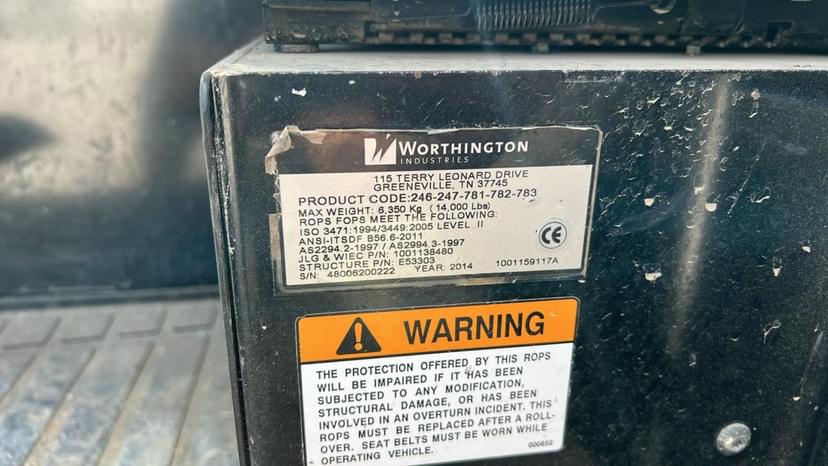 WORTHINGTON
INDUSTRIES
115 TERRY LEONARD DRIVE
GREENEVILLE, TN 37745
PRODUCT CODE:246-247-781-782-783
MAX WEIGHT: 6,350 Kg (14,000 Lbs)
ROPS FOPS MEET THE FOLLOWING:
ISO 3471:1994/3449:2005 LEVEL II
ANSI-ITSDF B56.6-2011
AS2294.2-1997 / AS2994.3-1997
JLG & WIEC P/N: 1001138480
STRUCTURE P/N: E53303
S/N: 48006200222 YEAR: 2014 1001159117A
CE
WARNING
THE PROTECTION OFFERED BY THIS ROPS
WILL BE IMPAIRED IF IT HAS BEEN
SUBJECTED TO ANY MODIFICATION,
STRUCTURAL DAMAGE, OR HAS BEEN
INVOLVED IN AN OVERTURN INCIDENT. THIS
ROPS MUST BE REPLACED AFTER A ROLL-
OVER. SEAT BELTS MUST BE WORN WHILE
OPERATING VEHICLE. 000850